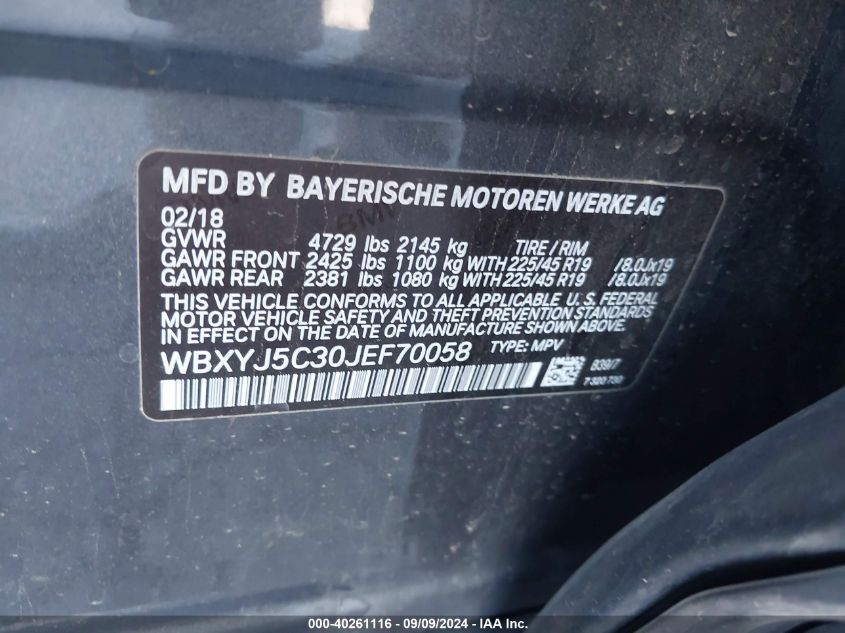 MFD BY BAYERISCHE MOTOREN WERKE AG
02/18
GVWR 4729 lbs 2145 kg TIRE / RIM
GAWR FRONT 2425 lbs 1100 kg WITH 225/45 R19 /8.0Jx19
GAWR REAR 2381 lbs 1080 kg WITH 225/45 R19 /8.0Jx19
THIS VEHICLE CONFORMS TO ALL APPLICABLE U. S. FEDERAL
MOTOR VEHICLE SAFETY AND THEFT PREVENTION STANDARDS
IN EFFECT ON THE DATE OF MANUFACTURE SHOWN ABOVE.
WBXYJ5C30JEF70058 TYPE: MPV
7 320 730
000-40261116 - 09/09/2024 - IAA Inc.